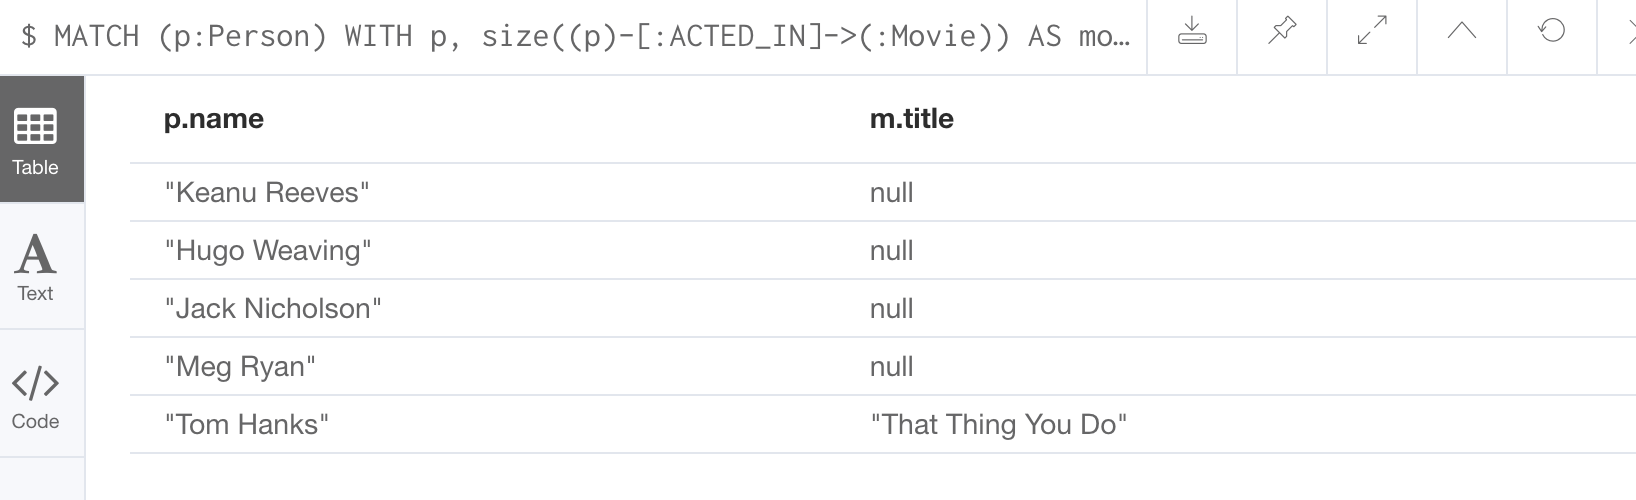 $ MATCH (p:Person) WITH p, size((p)-[:ACTED_IN]->(:Movie)) AS mo…
Table
Text
Code
p.name m.title
"Keanu Reeves" null
"Hugo Weaving" null
"Jack Nicholson" null
"Meg Ryan" null
"Tom Hanks" "That Thing You Do"